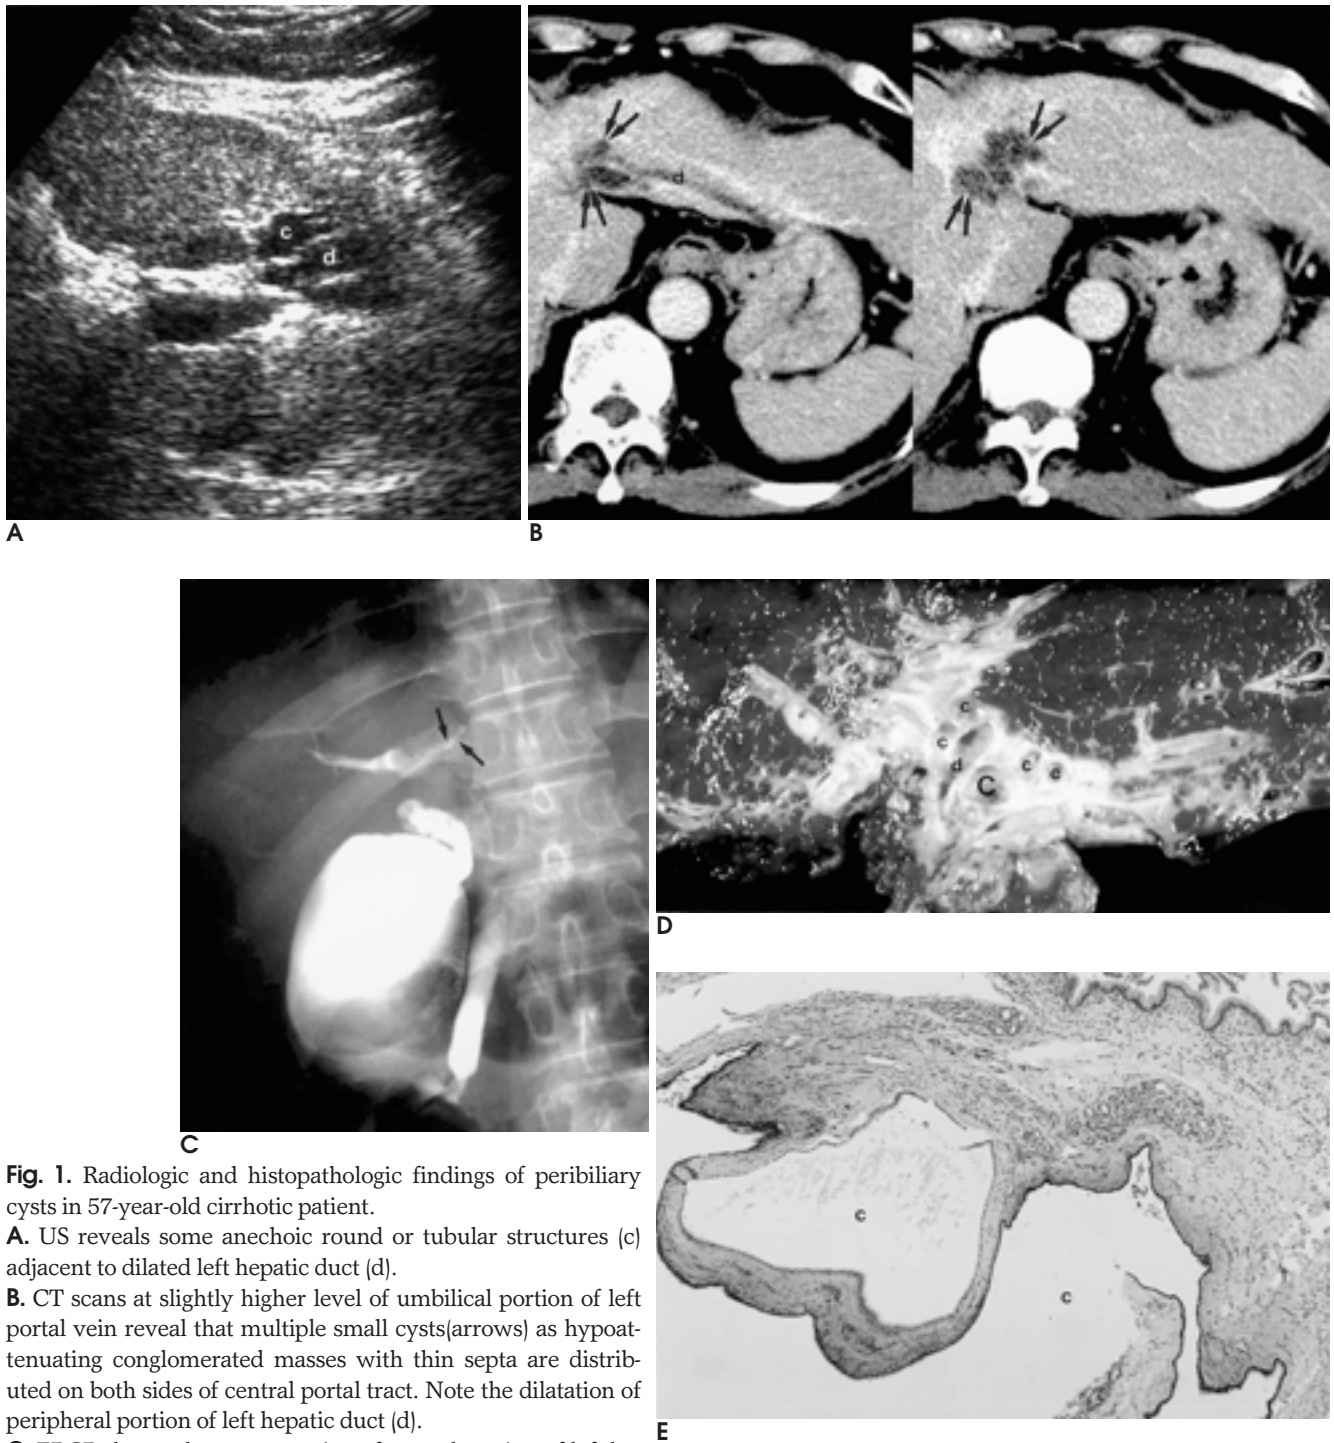 c
d
d
A
B
C
c
c
d
C
c
c
D
c
c
E
Fig. 1. Radiologic and histopathologic findings of peribiliary
cysts in 57-year-old cirrhotic patient.
A. US reveals some anechoic round or tubular structures (c)
adjacent to dilated left hepatic duct (d).
B. CT scans at slightly higher level of umbilical portion of left
portal vein reveal that multiple small cysts(arrows) as hypoat-
tenuating conglomerated masses with thin septa are distrib-
uted on both sides of central portal tract. Note the dilatation of
peripheral portion of left hepatic duct (d).